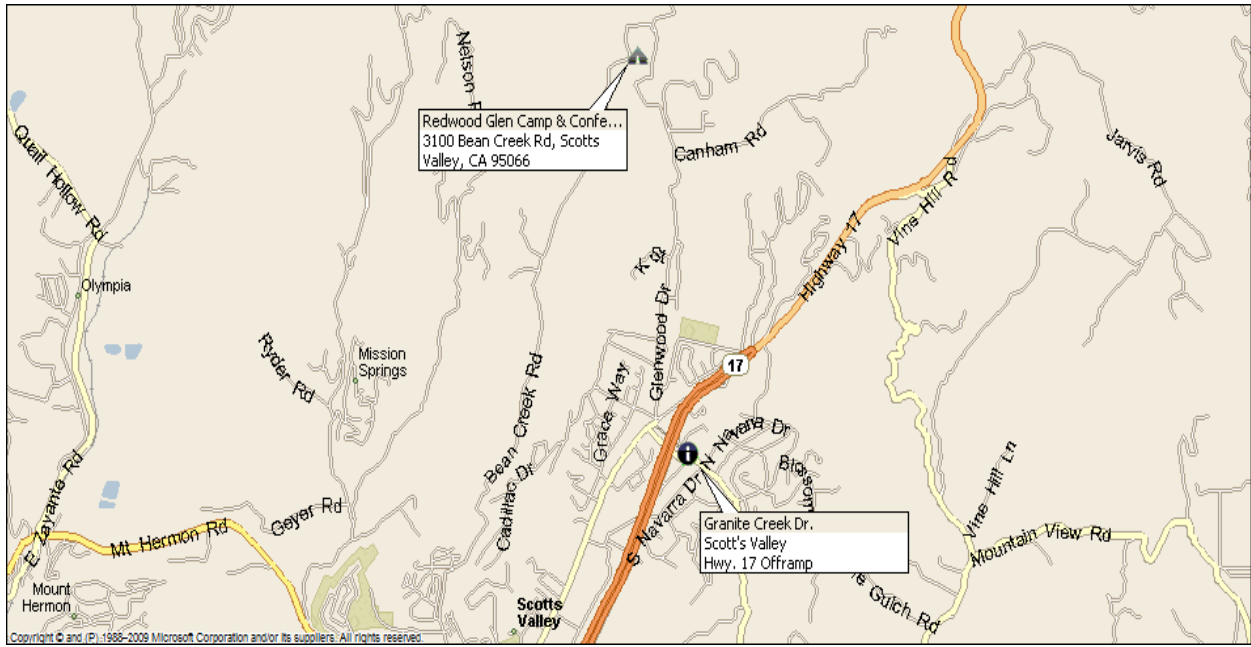 Nelson
Redwood Glen Camp & Confe...
3100 Bean Creek Rd, Scotts
Valley, CA 95066
Quail Hollow Rd
Canham Rd
Jarvis Rd
Vine Hill Rd
Highway 17
Olympia
Glenwood Dr
Ryder Rd
Mission
Springs
17
Grace Way
Bean Creek Rd
Cadillac Dr
N Navarra Dr
Blossom
S Navarra Dr
Vine Hill Ln
E Zayante Rd
Mt Hermon Rd
Geyer Rd
Granite Creek Dr.
Scott's Valley
Hwy. 17 Offramp
Mountain View Rd
Gulch Rd
Mount
Hermon
Scotts
Valley
Copyright © and (P) 1988–2009 Microsoft Corporation and/or its suppliers. All rights reserved.